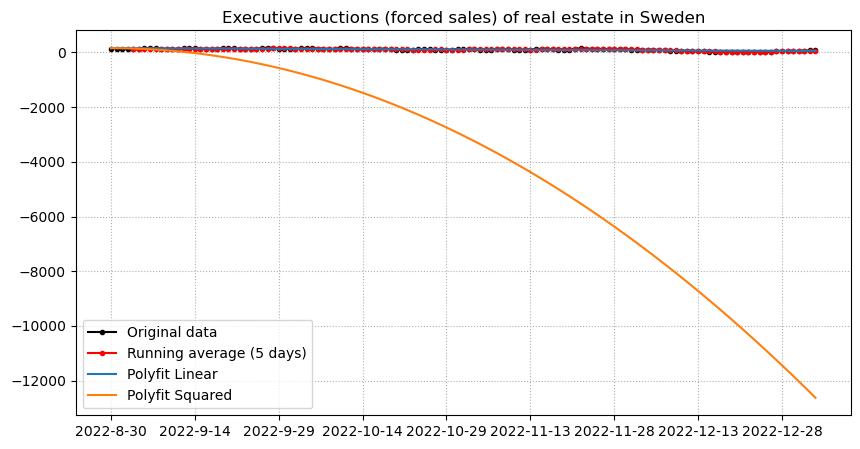 Executive auctions (forced sales) of real estate in Sweden
0
−2000
−4000
−6000
−8000
−10000
−12000
Original data
Running average (5 days)
Polyfit Linear
Polyfit Squared
2022-8-30 2022-9-14 2022-9-29 2022-10-14 2022-10-29 2022-11-13 2022-11-28 2022-12-13 2022-12-28